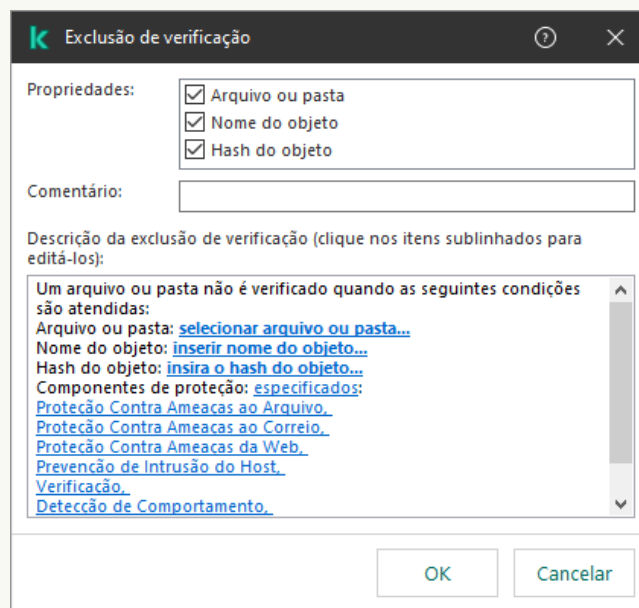 Exclusão de verificação
Propriedades:
Arquivo ou pasta
Nome do objeto
Hash do objeto
Comentário:
Descrição da exclusão de verificação (clique nos itens sublinhados para
editá-los):
Um arquivo ou pasta não é verificado quando as seguintes condições
são atendidas:
Arquivo ou pasta: selecionar arquivo ou pasta...
Nome do objeto: inserir nome do objeto...
Hash do objeto: insira o hash do objeto...
Componentes de proteção: especificados:
Proteção Contra Ameaças ao Arquivo,
Proteção Contra Ameaças ao Correio,
Proteção Contra Ameaças da Web,
Prevenção de Intrusão do Host,
Verificação,
Detecção de Comportamento,
OK Cancelar